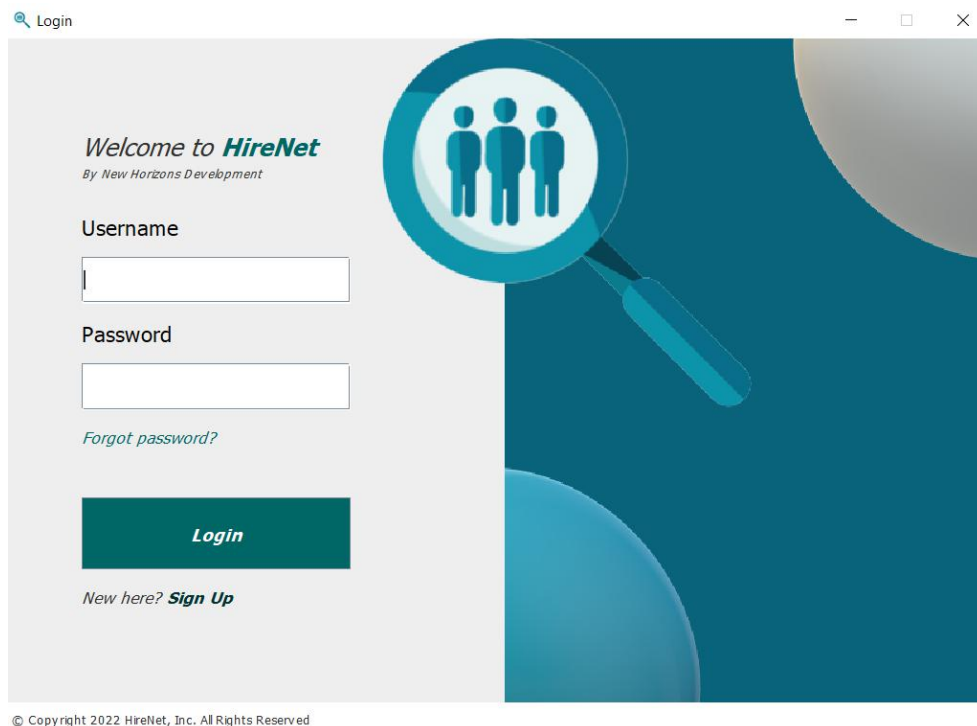 Login
Welcome to HireNet
By New Horizons Development
Username
Password
Forgot password?
Login
New here? Sign Up
© Copyright 2022 HireNet, Inc. All Rights Reserved